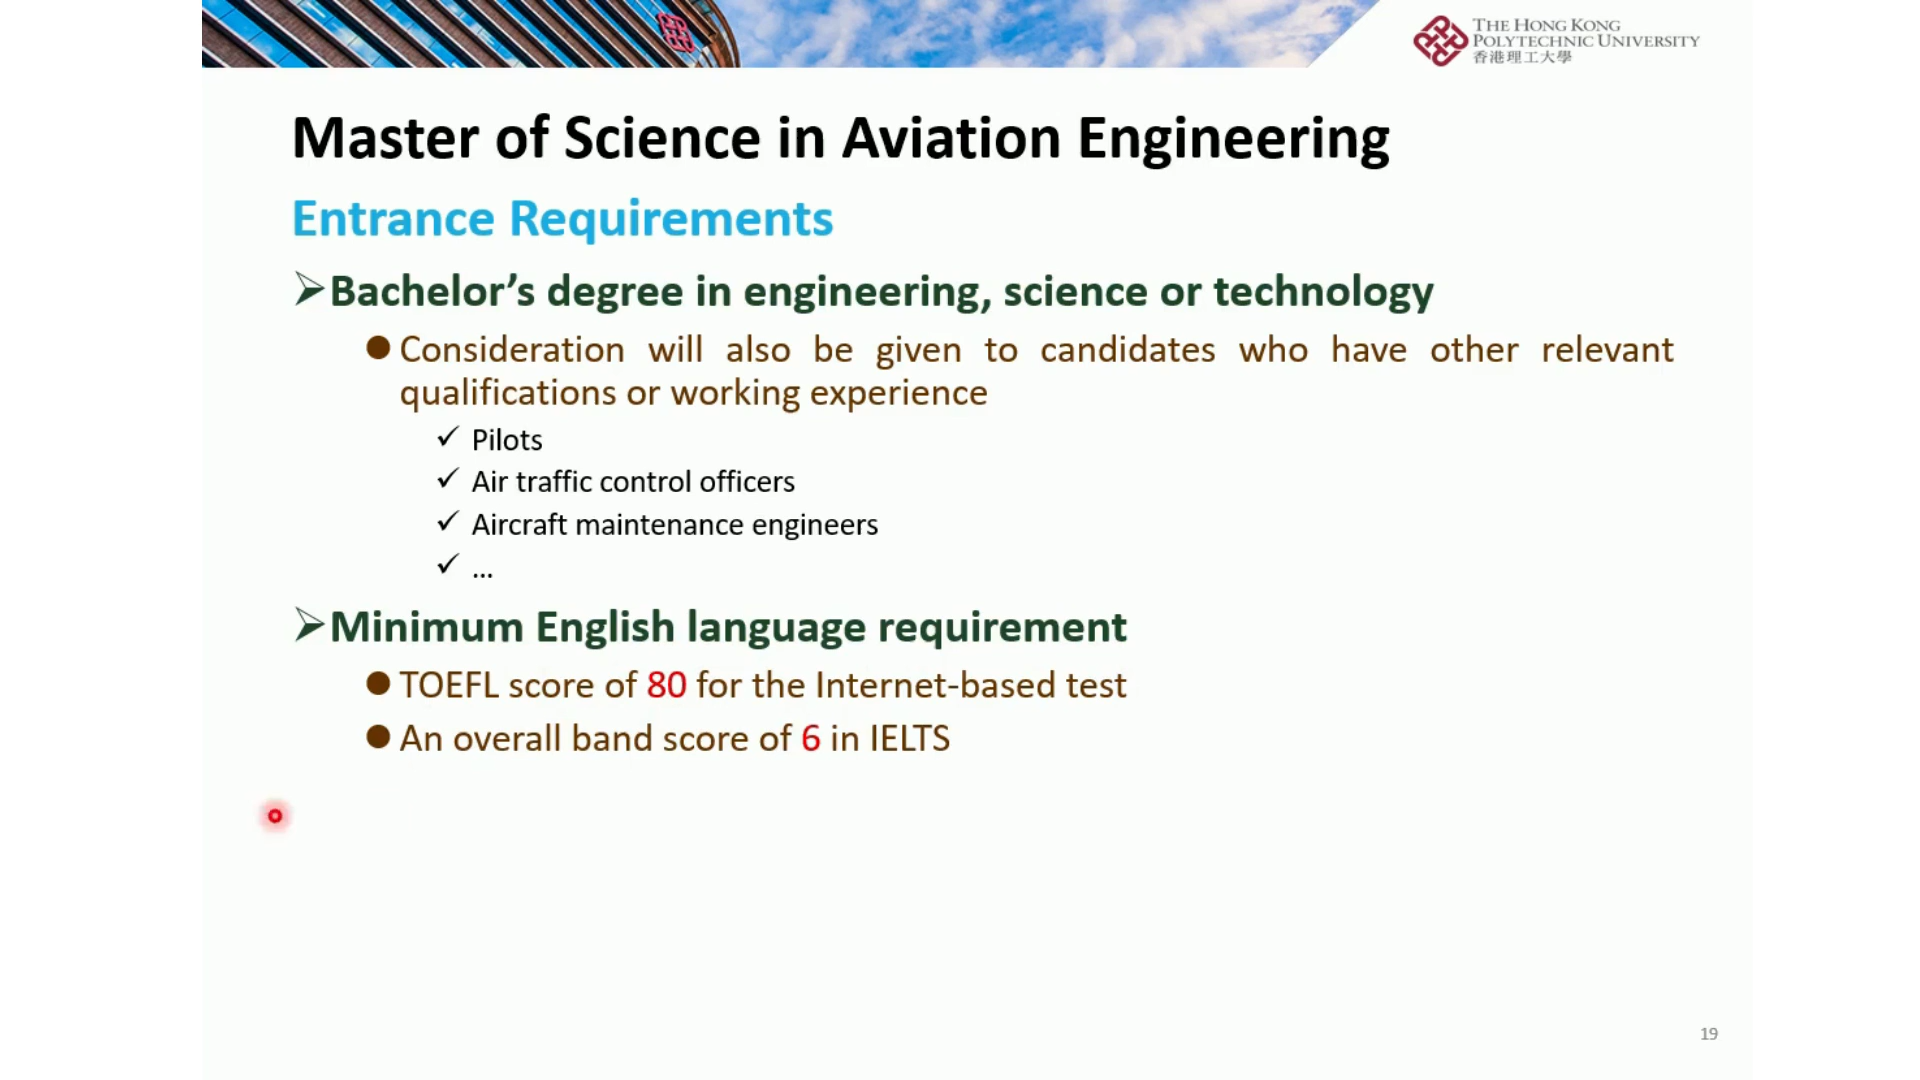 THE HONG KONG
POLYTECHNIC UNIVERSITY
香港理工大學
Master of Science in Aviation Engineering
Entrance Requirements
➢Bachelor’s degree in engineering, science or technology
● Consideration will also be given to candidates who have other relevant
qualifications or working experience
✓ Pilots
✓ Air traffic control officers
✓ Aircraft maintenance engineers
✓ ...
➢Minimum English language requirement
● TOEFL score of 80 for the Internet-based test
● An overall band score of 6 in IELTS
19